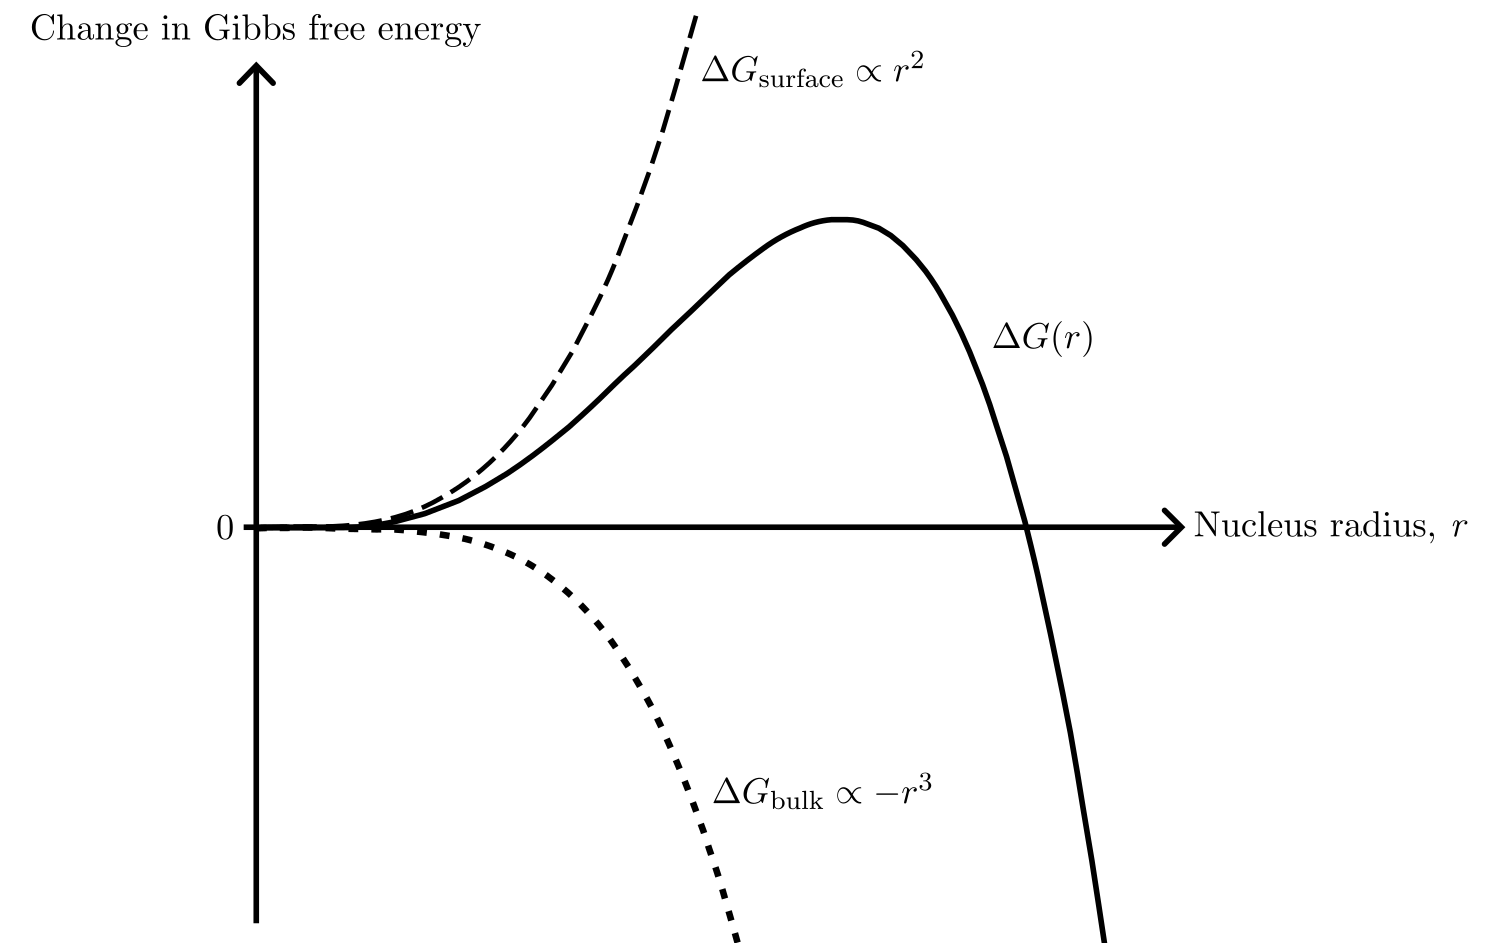 Change in Gibbs free energy
ΔG_surface ∝ r²
ΔG(r)
0
Nucleus radius, r
ΔG_bulk ∝ −r³